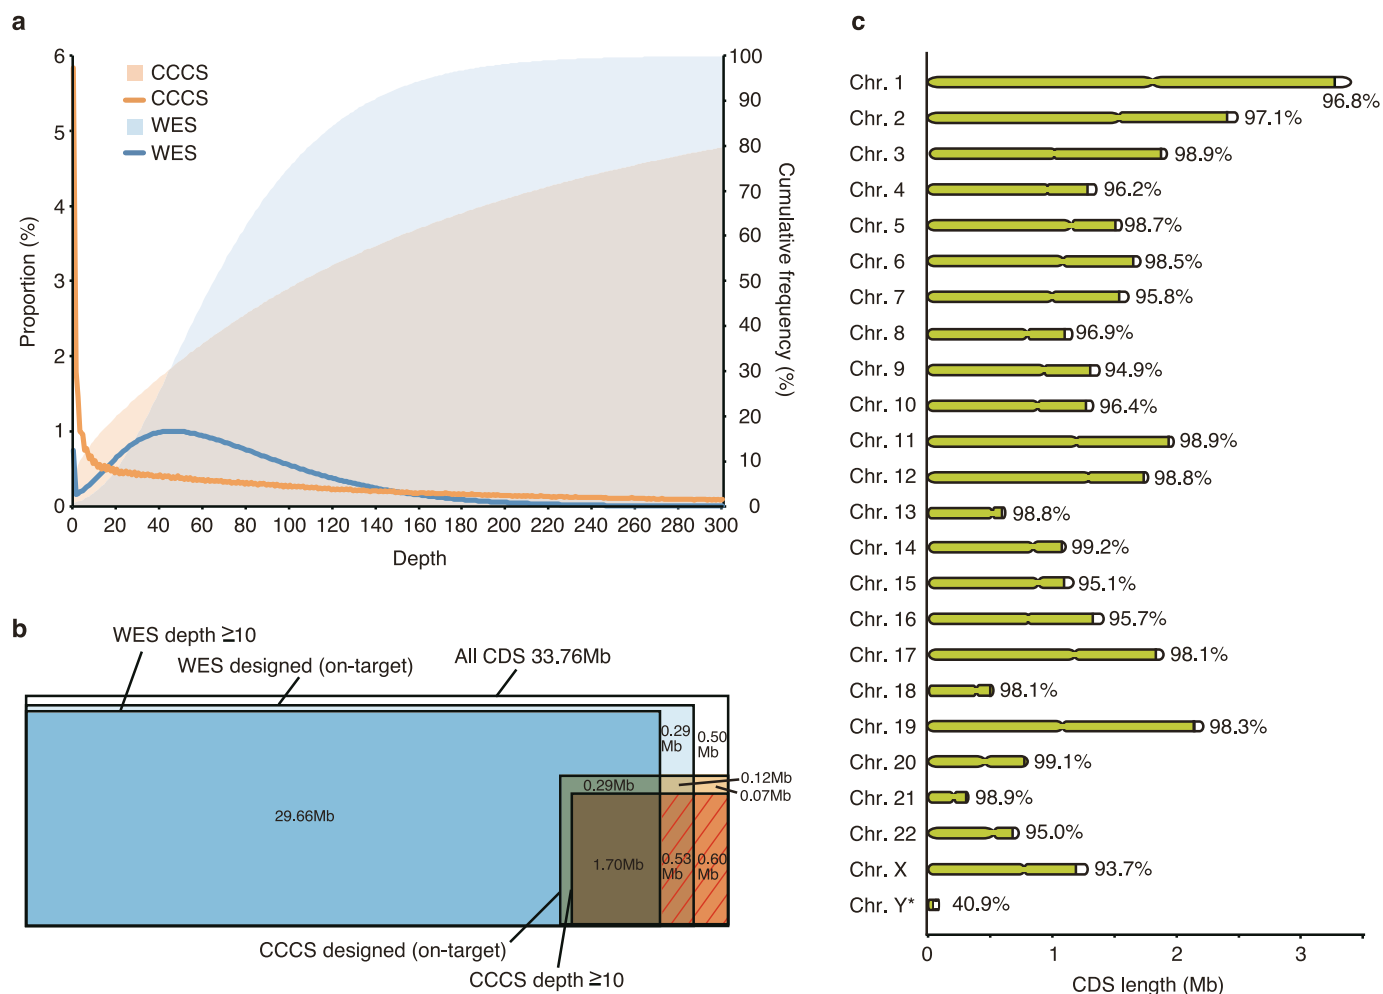 a
6
5
4
3
2
1
0
Proportion (%)
CCCS
CCCS
WES
WES
100
90
80
70
60
50
40
30
20
10
0
Cumulative frequency (%)
0 20 40 60 80 100 120 140 160 180 200 220 240 260 280 300
Depth
b
WES depth ≥10
WES designed (on-target)
All CDS 33.76Mb
0.29 Mb
0.50 Mb
0.12Mb
0.07Mb
0.29Mb
29.66Mb
1.70Mb
0.53 Mb
0.60 Mb
CCCS designed (on-target)
CCCS depth ≥10
c
Chr. 1 96.8%
Chr. 2 97.1%
Chr. 3 98.9%
Chr. 4 96.2%
Chr. 5 98.7%
Chr. 6 98.5%
Chr. 7 95.8%
Chr. 8 96.9%
Chr. 9 94.9%
Chr. 10 96.4%
Chr. 11 98.9%
Chr. 12 98.8%
Chr. 13 98.8%
Chr. 14 99.2%
Chr. 15 95.1%
Chr. 16 95.7%
Chr. 17 98.1%
Chr. 18 98.1%
Chr. 19 98.3%
Chr. 20 99.1%
Chr. 21 98.9%
Chr. 22 95.0%
Chr. X 93.7%
Chr. Y* 40.9%
0 1 2 3
CDS length (Mb)